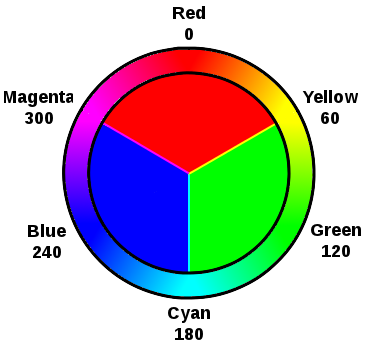 Red
0
Magenta
300
Yellow
60
Blue
240
Green
120
Cyan
180